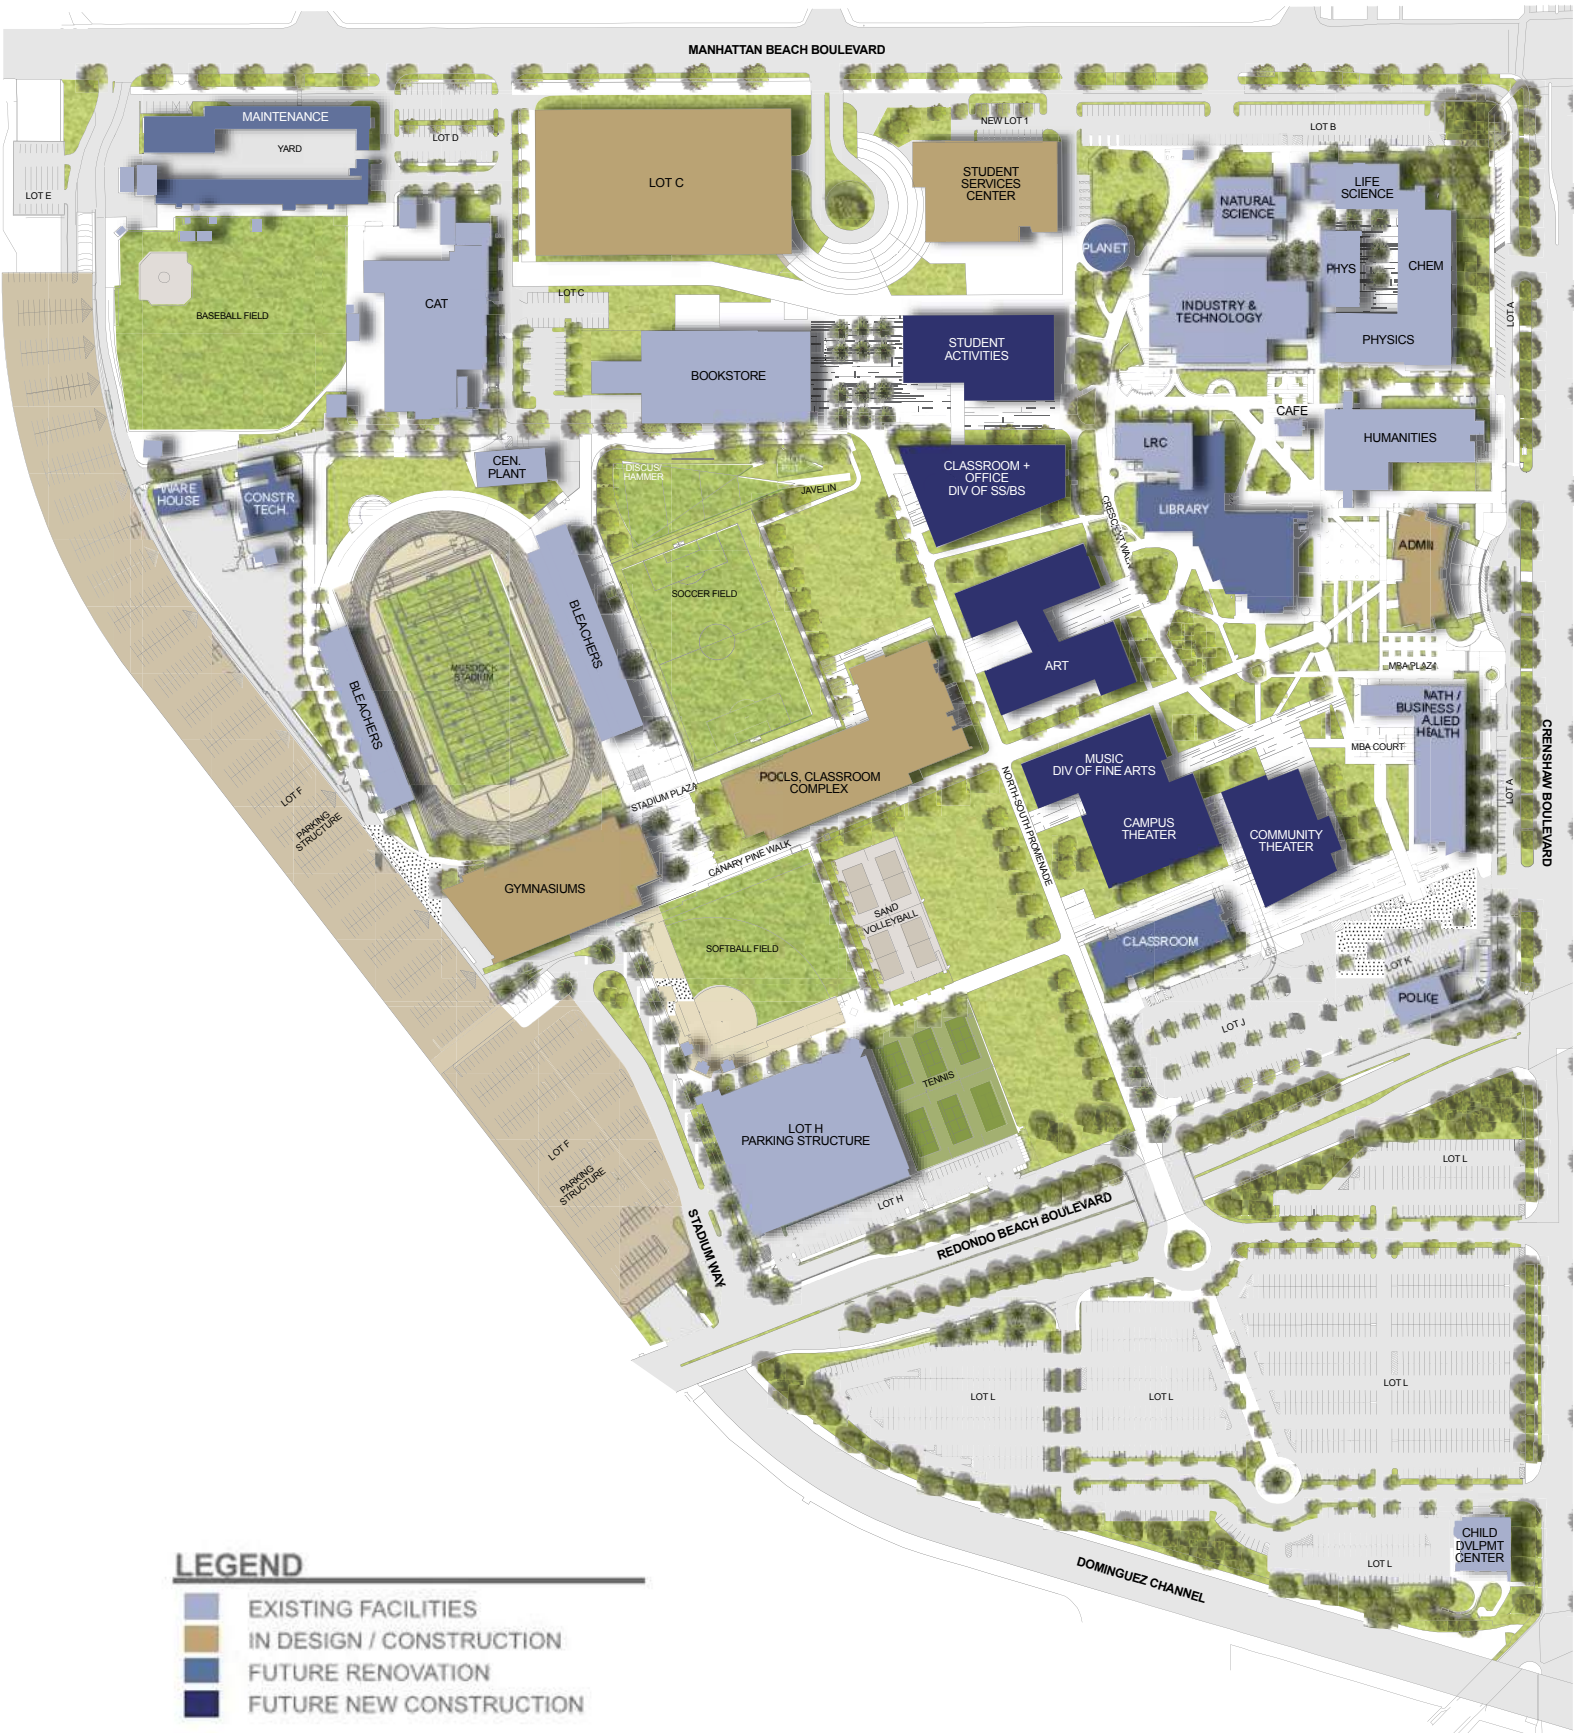 MANHATTAN BEACH BOULEVARD
MAINTENANCE
YARD
LOT D
LOT E
LOT C
NEW LOT 1
STUDENT
SERVICES
CENTER
LOT B
LIFE
SCIENCE
NATURAL
SCIENCE
PLANET
PHYS
CHEM
INDUSTRY &
TECHNOLOGY
PHYSICS
LOT A
BASEBALL FIELD
CAT
LOT C
BOOKSTORE
STUDENT
ACTIVITIES
CAFE
HUMANITIES
LRC
LIBRARY
CEN.
PLANT
WARE
HOUSE
CONSTR.
TECH.
DISCUS/
HAMMER
SHOT
PUT
JAVELIN
CLASSROOM +
OFFICE
DIV OF SS/BS
CRESCENT WALK
ADMIN
SOCCER FIELD
BLEACHERS
MURDOCK
STADIUM
BLEACHERS
ART
MBA PLAZA
MATH /
BUSINESS /
ALLIED
HEALTH
MBA COURT
CRENSHAW BOULEVARD
LOT A
MUSIC
DIV OF FINE ARTS
CAMPUS
THEATER
COMMUNITY
THEATER
NORTH-SOUTH PROMENADE
POOLS, CLASSROOM
COMPLEX
STADIUM PLAZA
LOT F
PARKING
STRUCTURE
CANARY PINE WALK
GYMNASIUMS
SAND
VOLLEYBALL
SOFTBALL FIELD
CLASSROOM
LOT K
POLICE
LOT J
TENNIS
LOT H
PARKING STRUCTURE
LOT F
PARKING
STRUCTURE
LOT H
STADIUM WAY
REDONDO BEACH BOULEVARD
LOT L
LOT L
LOT L
LOT L
CHILD
DVLPMT
CENTER
LOT L
DOMINGUEZ CHANNEL
LEGEND
EXISTING FACILITIES
IN DESIGN / CONSTRUCTION
FUTURE RENOVATION
FUTURE NEW CONSTRUCTION